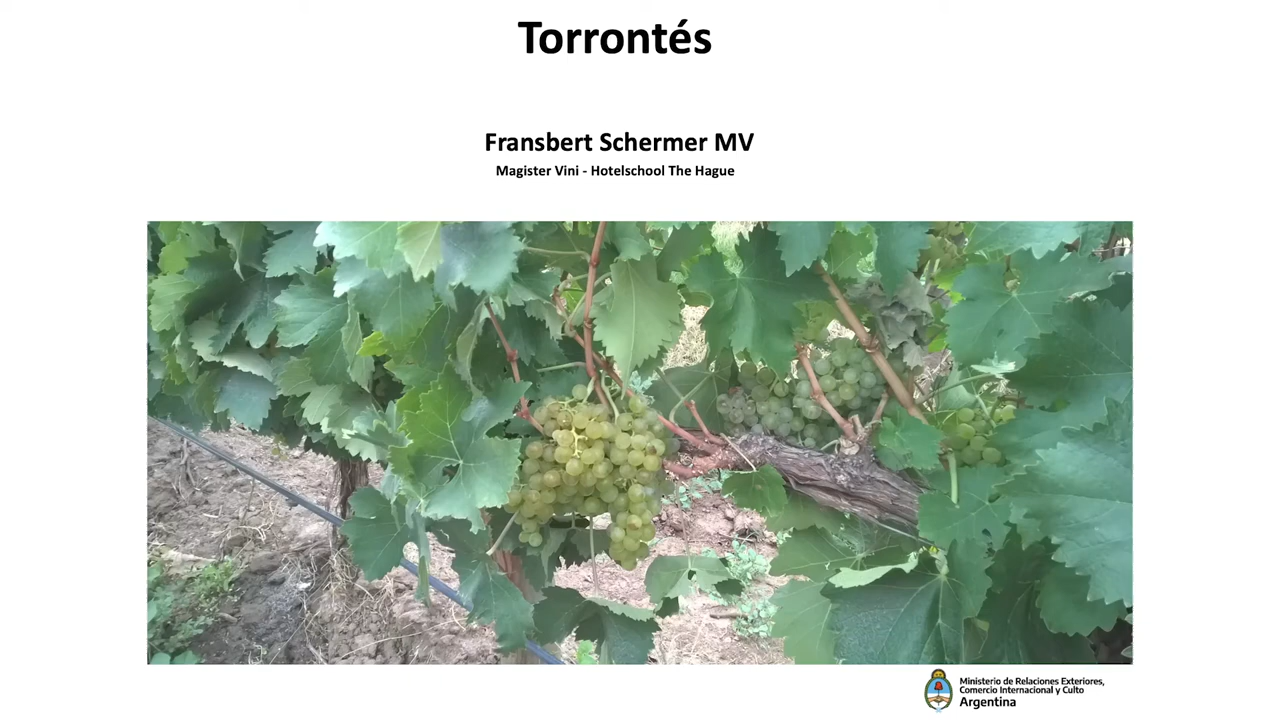 Torrontés
Fransbert Schermer MV
Magister Vini - Hotelschool The Hague
Ministerio de Relaciones Exteriores,
Comercio Internacional y Culto
Argentina